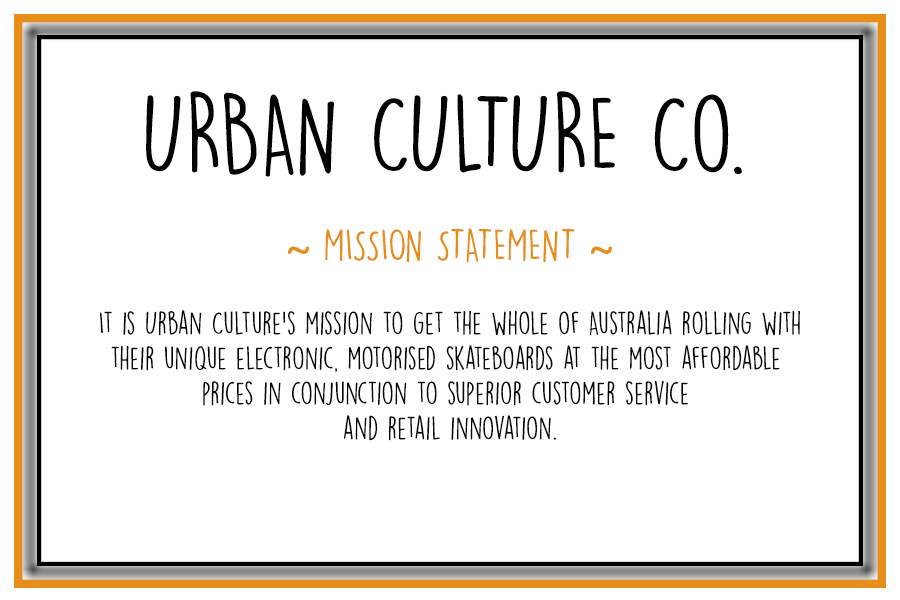 URBAN CULTURE CO.
~ MISSION STATEMENT ~
IT IS URBAN CULTURE'S MISSION TO GET THE WHOLE OF AUSTRALIA ROLLING WITH
THEIR UNIQUE ELECTRONIC, MOTORISED SKATEBOARDS AT THE MOST AFFORDABLE
PRICES IN CONJUNCTION TO SUPERIOR CUSTOMER SERVICE
AND RETAIL INNOVATION.